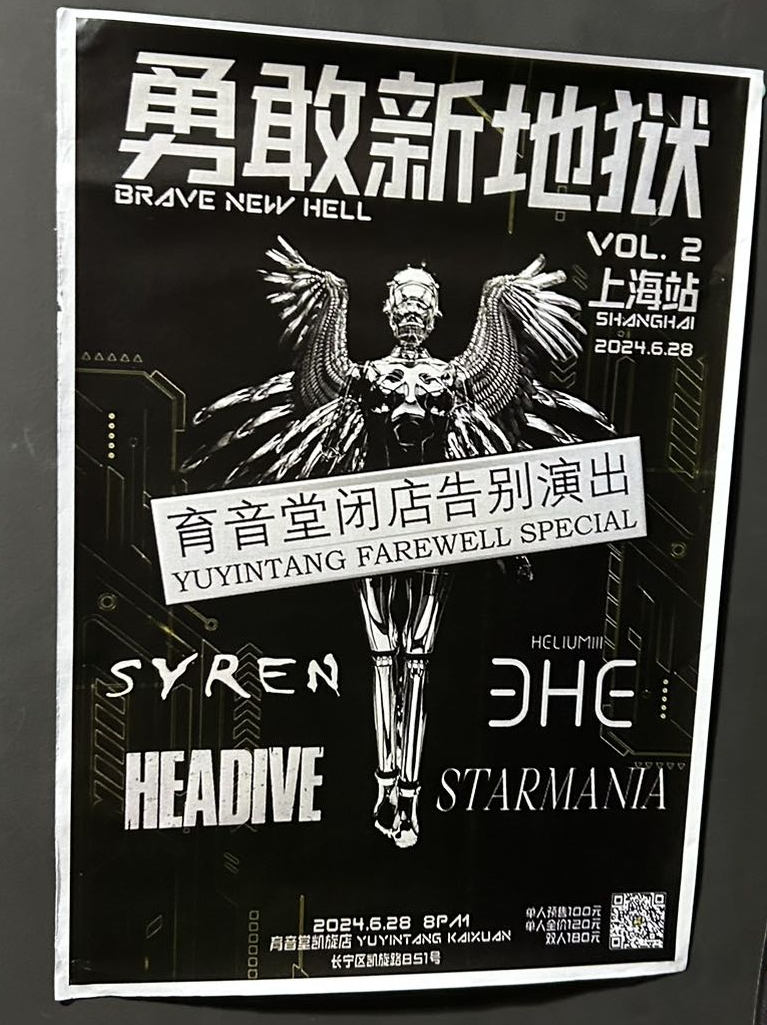 勇敢新地狱
BRAVE NEW HELL
VOL. 2
上海站
SHANGHAI
2024.6.28
育音堂闭店告别演出
YUYINTANG FAREWELL SPECIAL
SYREN
HELIUMIII
3HE
HEADIVE
STARMANIA
2024.6.28 8PM
育音堂凯旋店 YUYINTANG KAIXUAN
长宁区凯旋路851号
单人预售100元
单人全价120元
双人180元